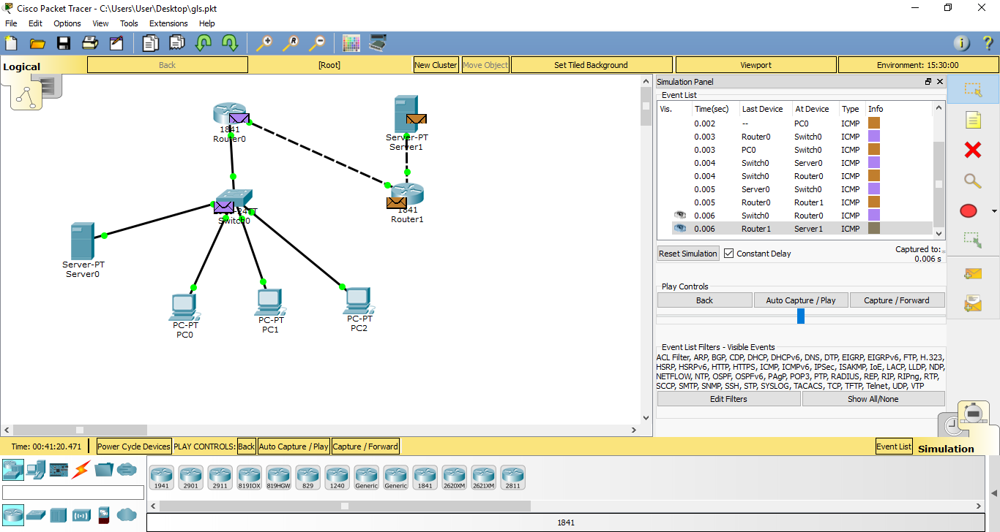 Cisco Packet Tracer - C:\Users\User\Desktop\gls.pkt
File Edit Options View Tools Extensions Help
Logical Back [Root] New Cluster Move Object Set Tiled Background Viewport Environment: 15:30:00
1841
Router0
Server-PT
Server1
1841
Router1
Switch0
Server-PT
Server0
PC-PT
PC0
PC-PT
PC1
PC-PT
PC2
Simulation Panel
Event List
Vis. Time(sec) Last Device At Device Type Info
0.002 -- PC0 ICMP
0.003 Router0 Switch0 ICMP
0.003 PC0 Switch0 ICMP
0.004 Switch0 Server0 ICMP
0.004 Switch0 Router0 ICMP
0.005 Server0 Switch0 ICMP
0.005 Router0 Router1 ICMP
0.006 Switch0 Router0 ICMP
0.006 Router1 Server1 ICMP
Reset Simulation Constant Delay Captured to:*
0.006 s
Play Controls
Back Auto Capture / Play Capture / Forward
Event List Filters - Visible Events
ACL Filter, ARP, BGP, CDP, DHCP, DHCPv6, DNS, DTP, EIGRP, EIGRPv6, FTP, H.323,
HSRP, HSRPv6, HTTP, HTTPS, ICMP, ICMPv6, IPSec, ISAKMP, IoE, LACP, LLDP, NDP,
NETFLOW, NTP, OSPF, OSPFv6, PAgP, POP3, PTP, RADIUS, REP, RIP, RIPng, RTP,
SCCP, SMTP, SNMP, SSH, STP, SYSLOG, TACACS, TCP, TFTP, Telnet, UDP, VTP
Edit Filters Show All/None
Time: 00:41:20.471 Power Cycle Devices PLAY CONTROLS: Back Auto Capture / Play Capture / Forward Event List Simulation
1941 2901 2911 819IOX 819HGW 829 1240 Generic Generic 1841 2620XM 2621XM 2811
1841